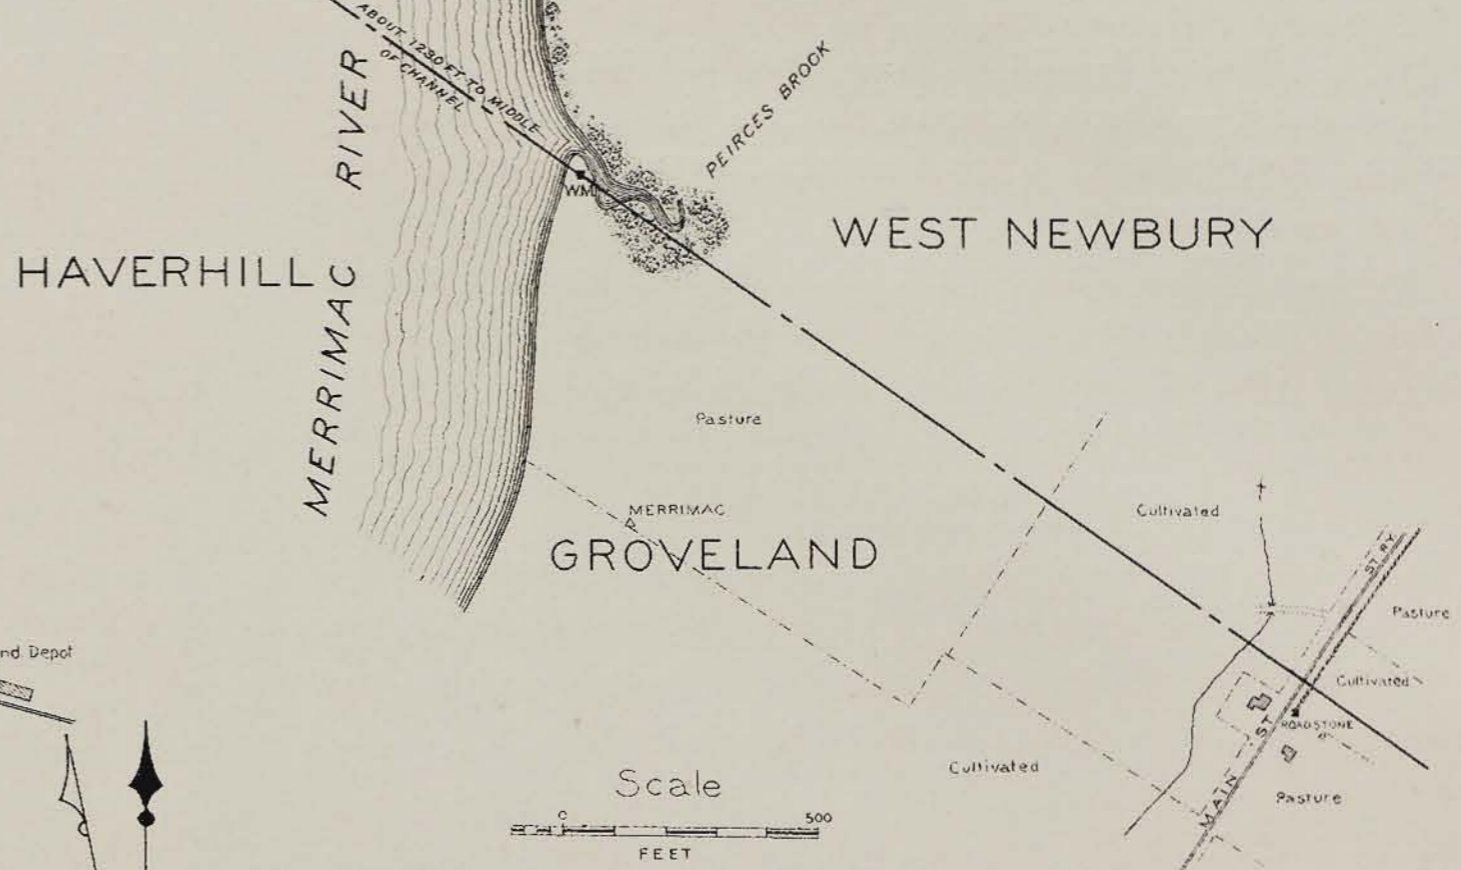 ABOUT 1230 FT TO MIDDLE
OF CHANNEL
MERRIMAC RIVER
PEIRCES BROOK
WM
WEST NEWBURY
HAVERHILL
Pasture
MERRIMAC
GROVELAND
Cultivated
ST. RY.
Pasture
nd Depot
Cultivated
ROADSTONE
MAIN ST
Cultivated
Pasture
Scale
0 500
FEET